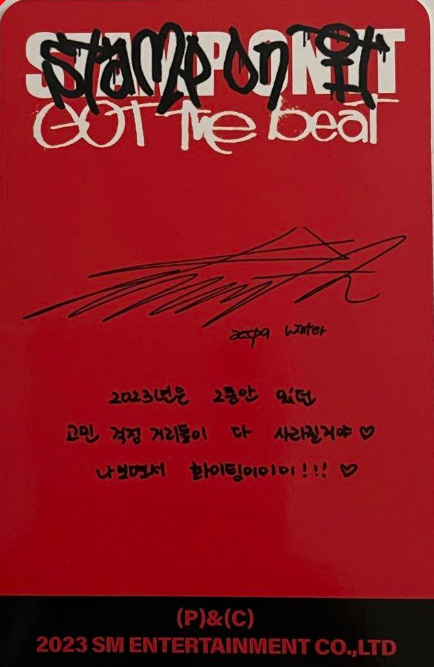 STAMP ON IT
stamp on it
GOT the beat
aespa
2023년은 그동안 있던
고민 걱정 거리들이 다 사라질거야♡
나쁘면서 화이팅이이이!!!♡
(P)&(C)
2023 SM ENTERTAINMENT CO.,LTD